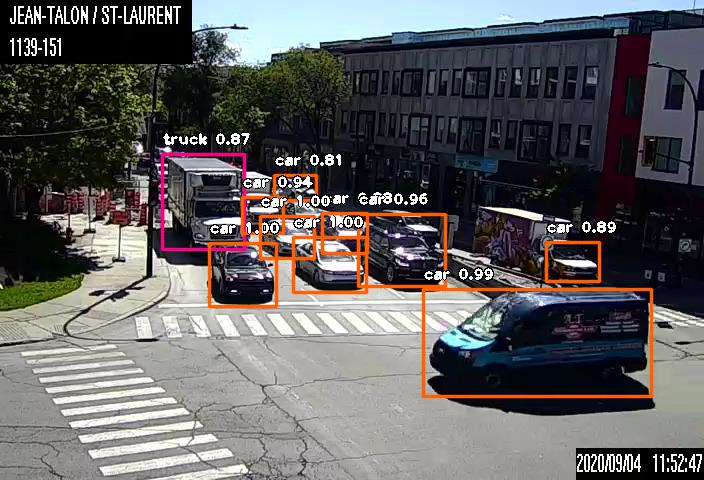 JEAN-TALON / ST-LAURENT
1139-151
truck 0.87
car 0.81
car 0.94
car 1.00
car 0.96
car 1.00
car 1.00
car 0.89
car 0.99
2020/09/04 11:52:47